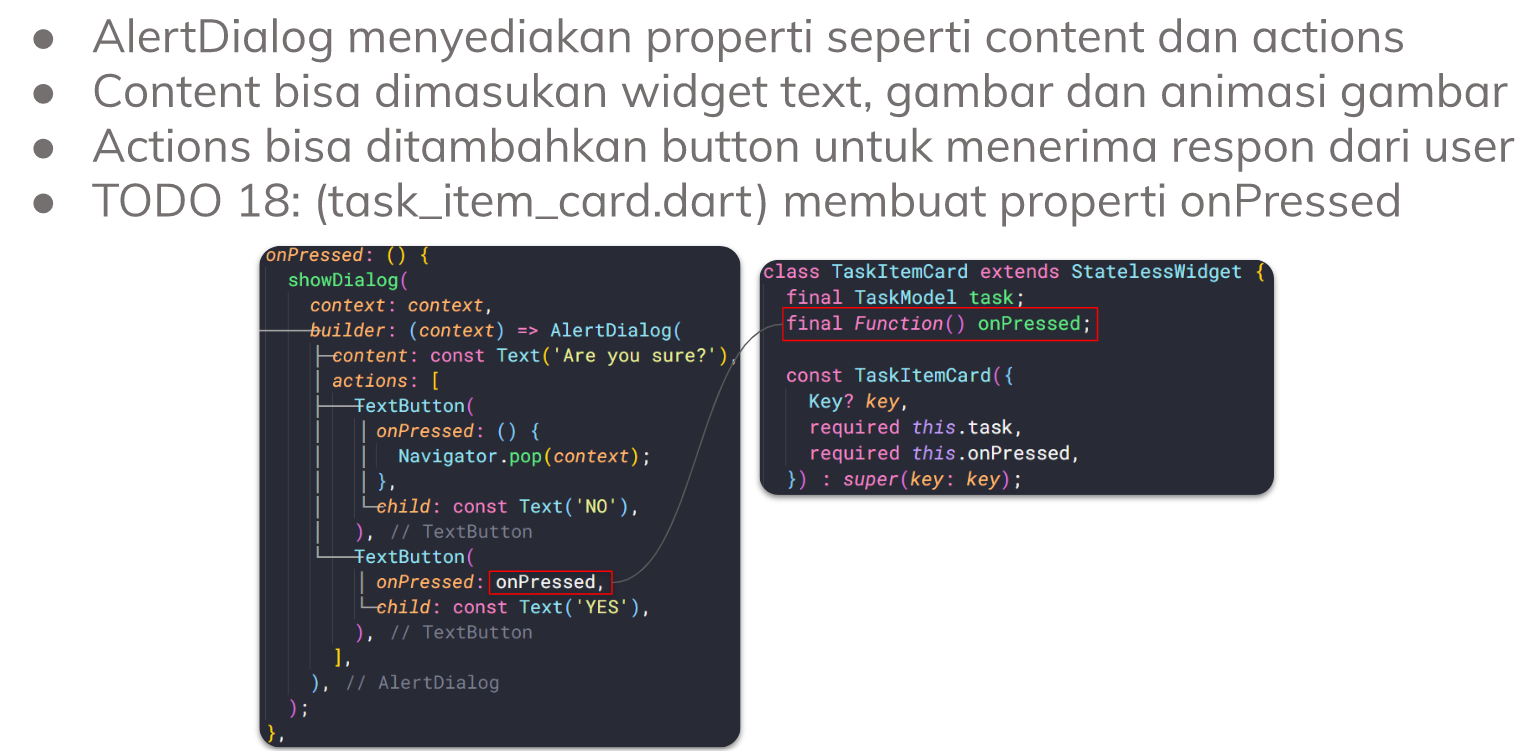 ● AlertDialog menyediakan properti seperti content dan actions
● Content bisa dimasukan widget text, gambar dan animasi gambar
● Actions bisa ditambahkan button untuk menerima respon dari user
● TODO 18: (task_item_card.dart) membuat properti onPressed
onPressed: () {
showDialog(
context: context,
builder: (context) => AlertDialog(
content: const Text('Are you sure?'),
actions: [
TextButton(
onPressed: () {
Navigator.pop(context);
},
child: const Text('NO'),
), // TextButton
TextButton(
onPressed: onPressed,
child: const Text('YES'),
), // TextButton
],
), // AlertDialog
);
},
class TaskItemCard extends StatelessWidget {
final TaskModel task;
final Function() onPressed;
const TaskItemCard({
Key? key,
required this.task,
required this.onPressed,
}) : super(key: key);